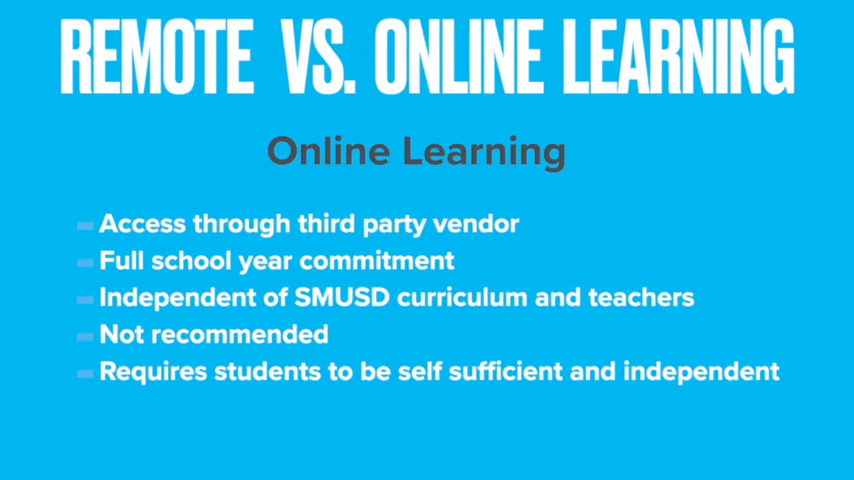 REMOTE VS. ONLINE LEARNING
Online Learning
Access through third party vendor
Full school year commitment
Independent of SMUSD curriculum and teachers
Not recommended
Requires students to be self sufficient and independent